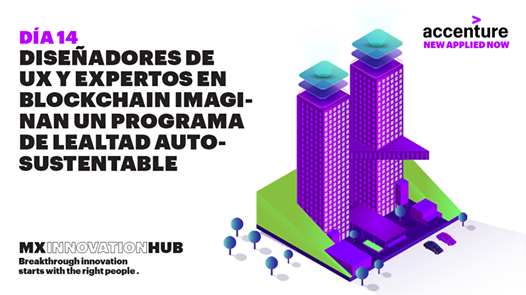 DÍA 14
DISEÑADORES DE
UX Y EXPERTOS EN
BLOCKCHAIN IMAGI-
NAN UN PROGRAMA
DE LEALTAD AUTO-
SUSTENTABLE
accenture
NEW APPLIED NOW
MXINNOVATIONHUB
Breakthrough innovation
starts with the right people.